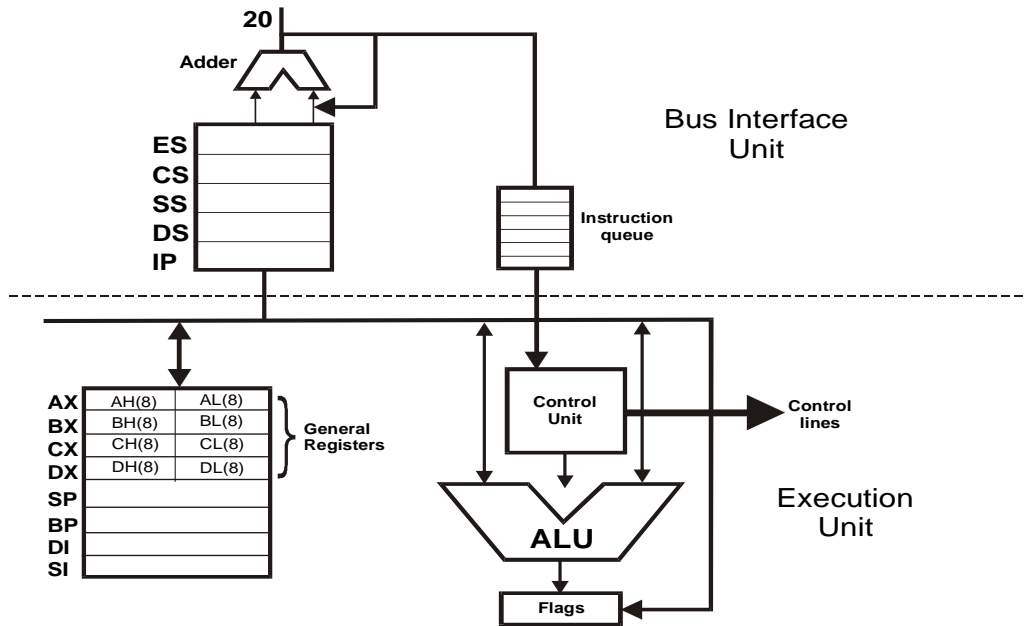 20
Adder
Bus Interface
Unit
ES
CS
SS
DS
IP
Instruction
queue
AX
BX
CX
DX
SP
BP
DI
SI
AH(8) AL(8)
BH(8) BL(8)
CH(8) CL(8)
DH(8) DL(8)
General
Registers
Control
Unit
Control
lines
Execution
Unit
ALU
Flags